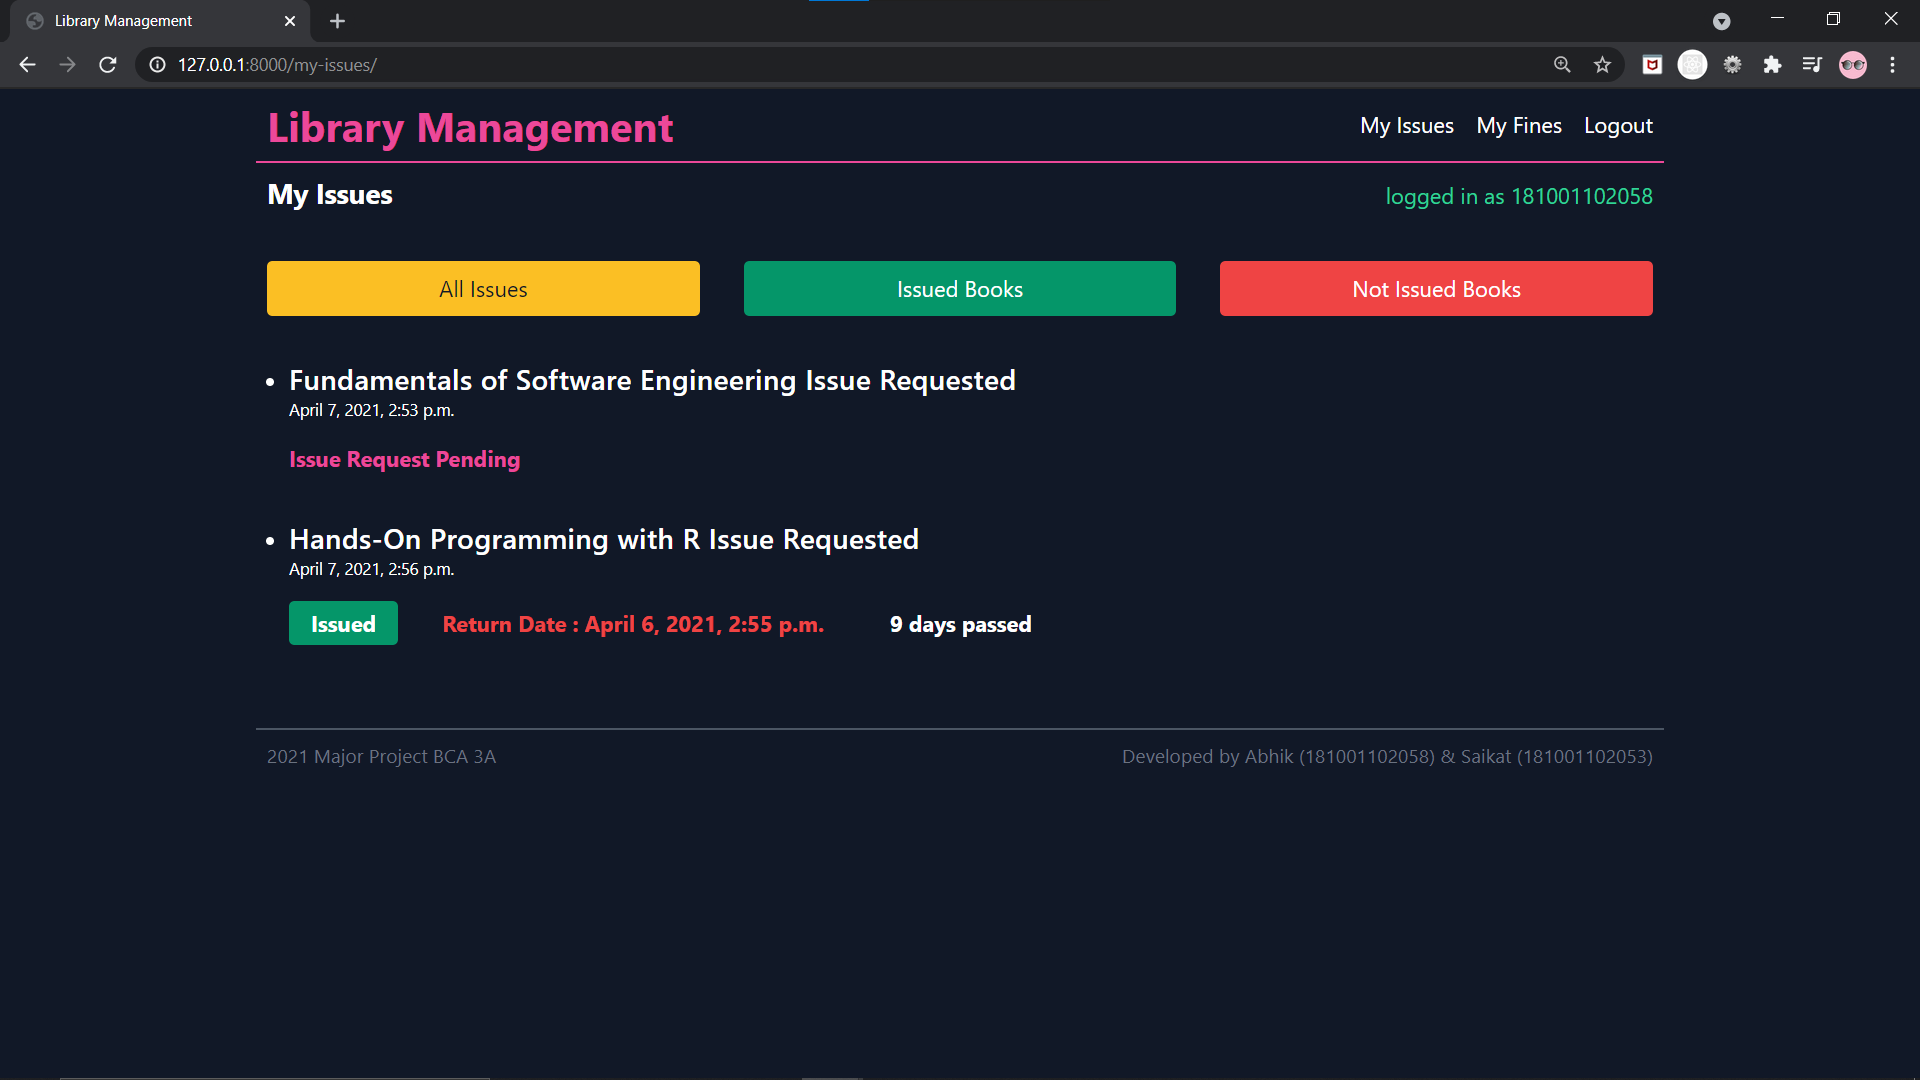 Library Management
127.0.0.1:8000/my-issues/
Library Management
My Issues My Fines Logout
My Issues
logged in as 181001102058
All Issues
Issued Books
Not Issued Books
Fundamentals of Software Engineering Issue Requested
April 7, 2021, 2:53 p.m.
Issue Request Pending
Hands-On Programming with R Issue Requested
April 7, 2021, 2:56 p.m.
Issued
Return Date : April 6, 2021, 2:55 p.m.
9 days passed
2021 Major Project BCA 3A
Developed by Abhik (181001102058) & Saikat (181001102053)